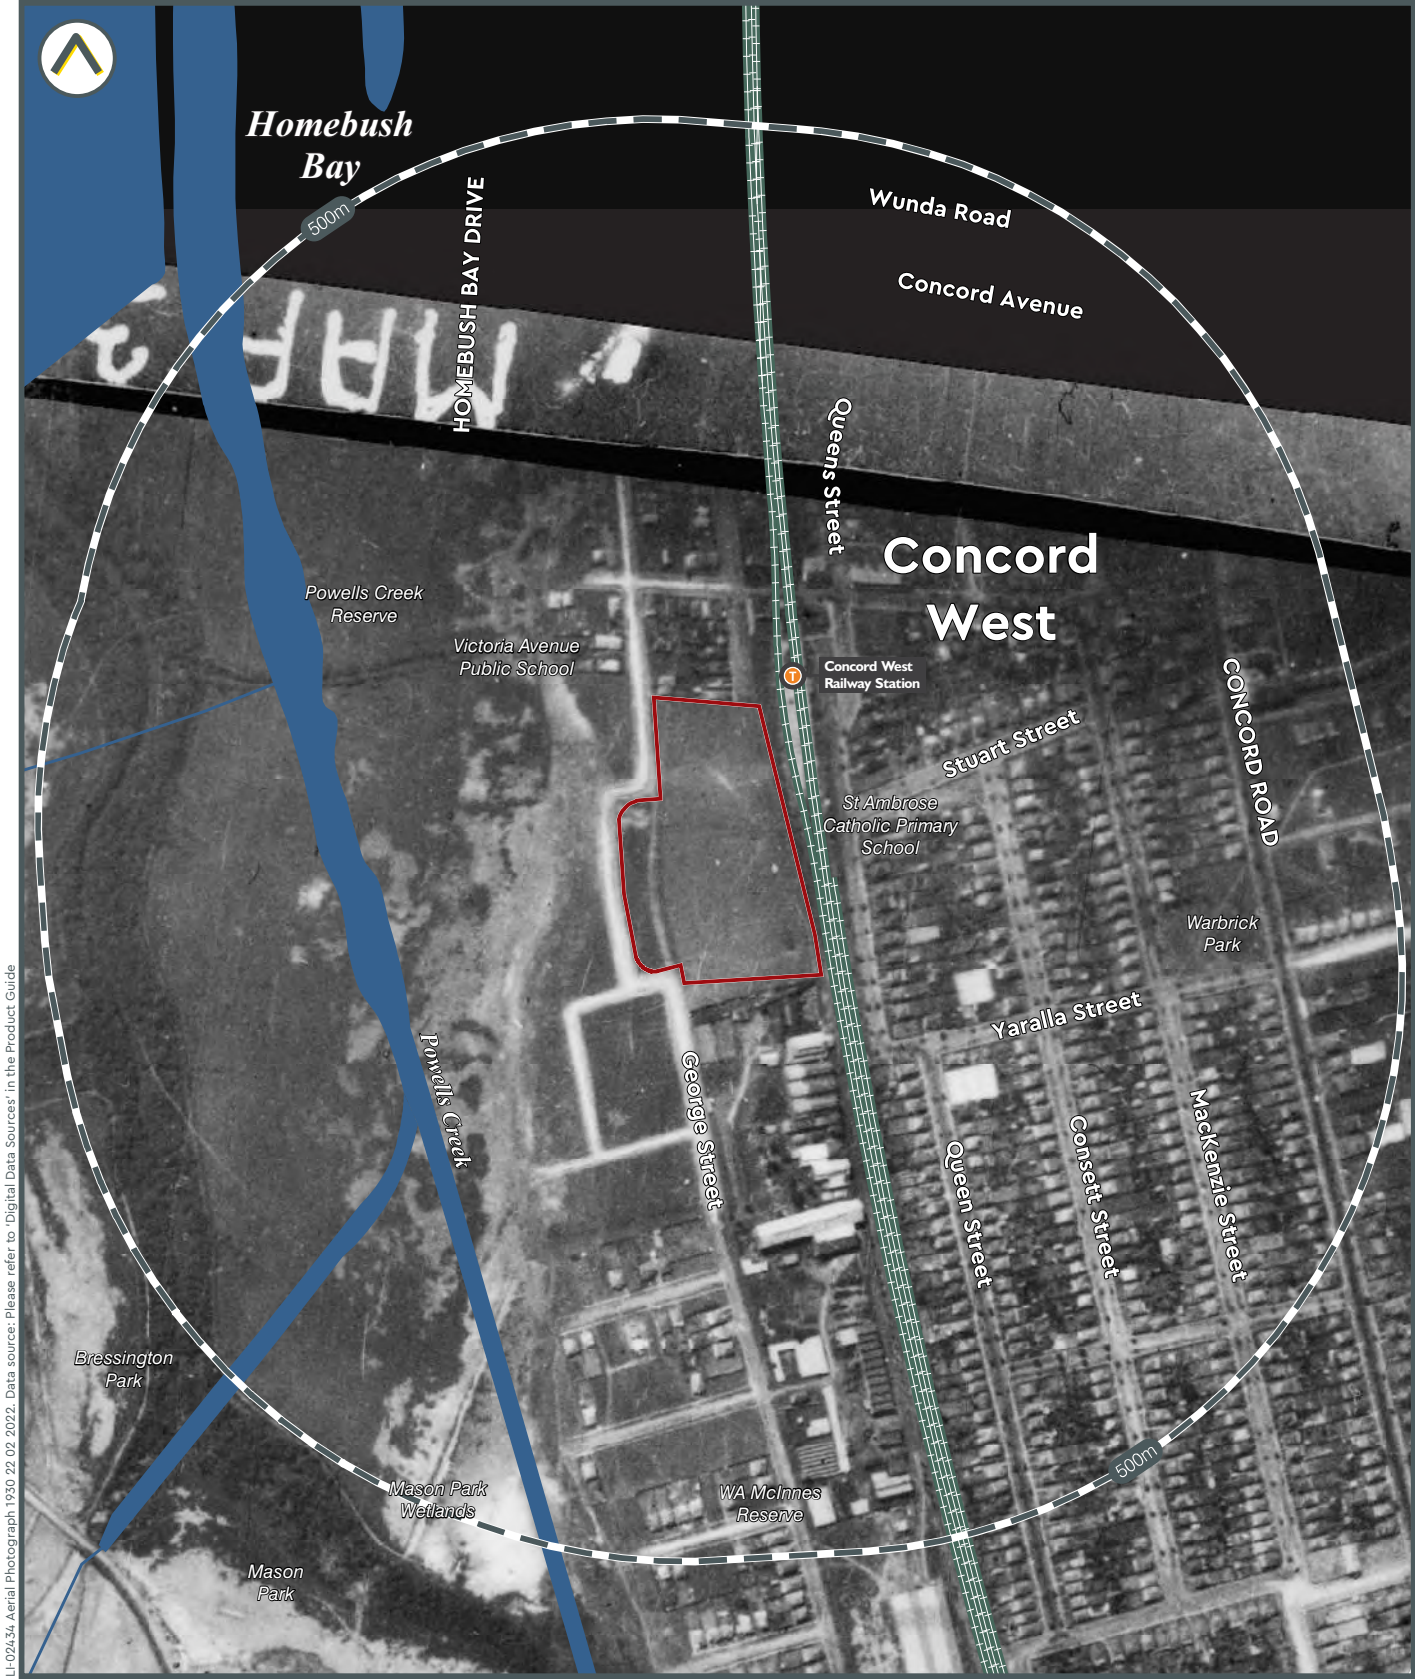 Homebush
Bay
500m
HOMEBUSH BAY DRIVE
Wunda Road
Concord Avenue
MAP
2
Queens Street
Concord
West
Powells Creek
Reserve
Victoria Avenue
Public School
T
Concord West
Railway Station
CONCORD ROAD
Stuart Street
St Ambrose
Catholic Primary
School
Warbrick
Park
Yaralla Street
Powells Creek
George Street
Queen Street
Consett Street
MacKenzie Street
Bressington
Park
500m
Mason Park
Wetlands
WA McInnes
Reserve
Mason
Park
LI-02434 Aerial Photograph 1930 22 02 2022. Data source: Please refer to 'Digital Data Sources' in the Product Guide